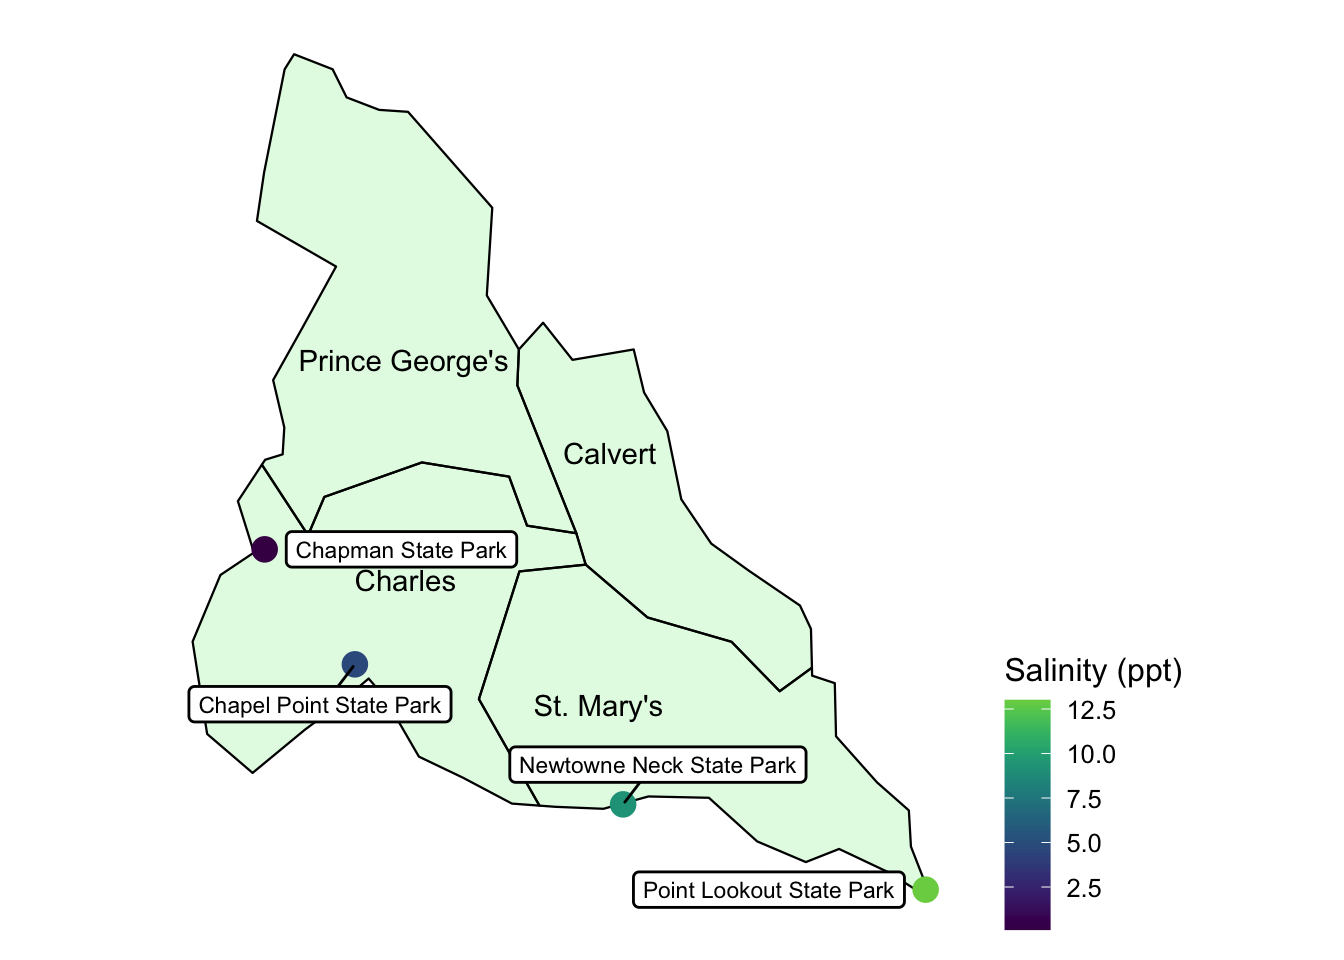 Prince George's
Calvert
Chapman State Park
Charles
Chapel Point State Park
St. Mary's
Newtowne Neck State Park
Point Lookout State Park
Salinity (ppt)
12.5
10.0
7.5
5.0
2.5